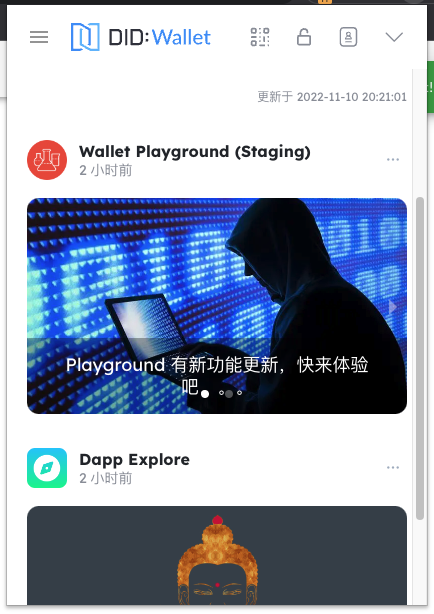 DID:Wallet
更新于 2022-11-10 20:21:01
Wallet Playground (Staging)
2 小时前
Playground 有新功能更新，快来体验
吧。。
Dapp Explore
2 小时前